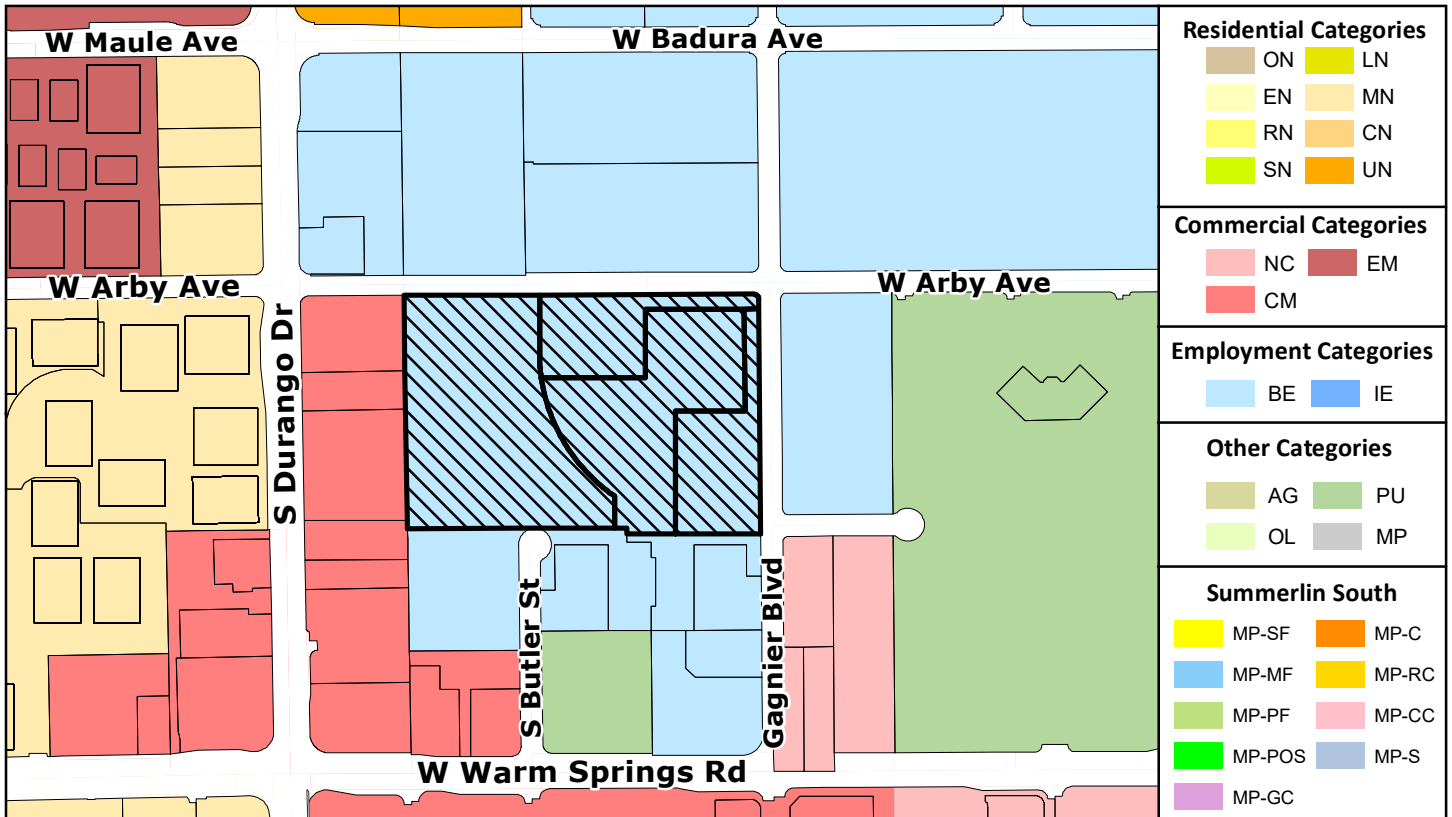 W Maule Ave
W Badura Ave
W Arby Ave
W Arby Ave
S Durango Dr
S Butler St
Gagnier Blvd
W Warm Springs Rd
Residential Categories
ON LN
EN MN
RN CN
SN UN
Commercial Categories
NC EM
CM
Employment Categories
BE IE
Other Categories
AG PU
OL MP
Summerlin South
MP-SF MP-C
MP-MF MP-RC
MP-PF MP-CC
MP-POS MP-S
MP-GC